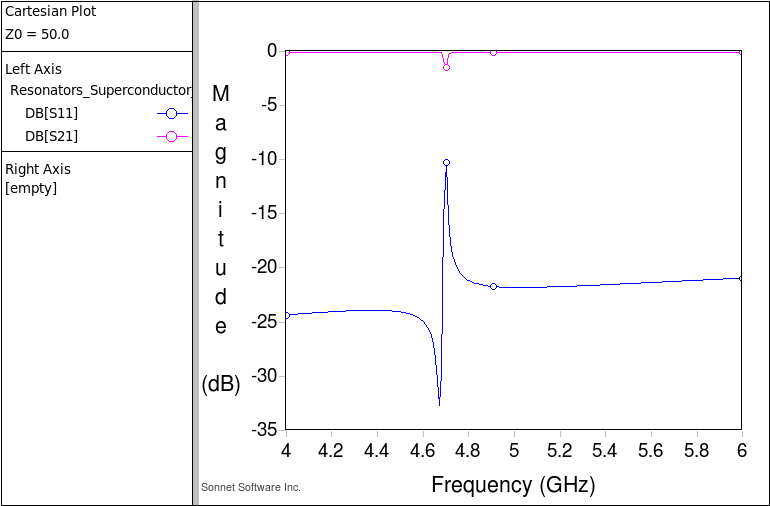 Cartesian Plot
Z0 = 50.0
Left Axis
Resonators_Superconductor_
DB[S11]
DB[S21]
Right Axis
[empty]
Magnitude
(dB)
0
-5
-10
-15
-20
-25
-30
-35
4
4.2
4.4
4.6
4.8
5
5.2
5.4
5.6
5.8
6
Frequency (GHz)
Sonnet Software Inc.